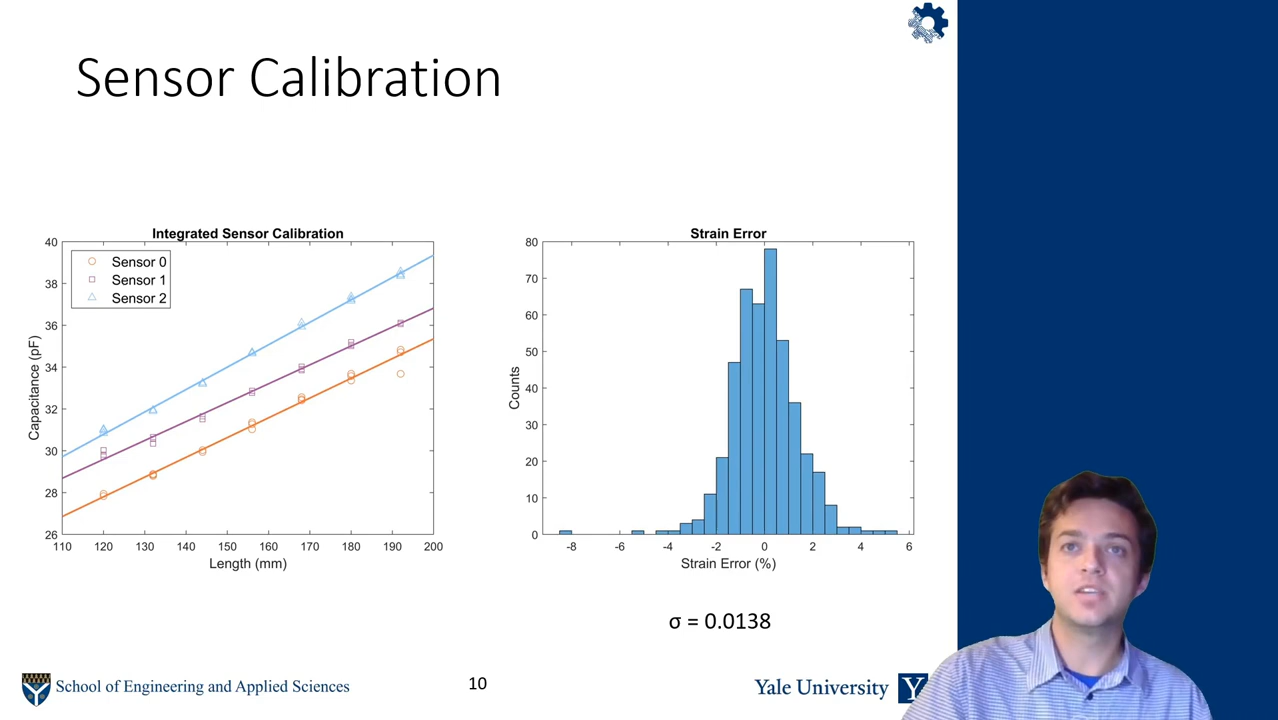 Sensor Calibration
Integrated Sensor Calibration
40
38
36
34
32
30
28
26
Capacitance (pF)
Sensor 0
Sensor 1
Sensor 2
110 120 130 140 150 160 170 180 190 200
Length (mm)
Strain Error
80
70
60
50
40
30
20
10
0
Counts
-8 -6 -4 -2 0 2 4 6
Strain Error (%)
σ = 0.0138
School of Engineering and Applied Sciences
10
Yale University
Y